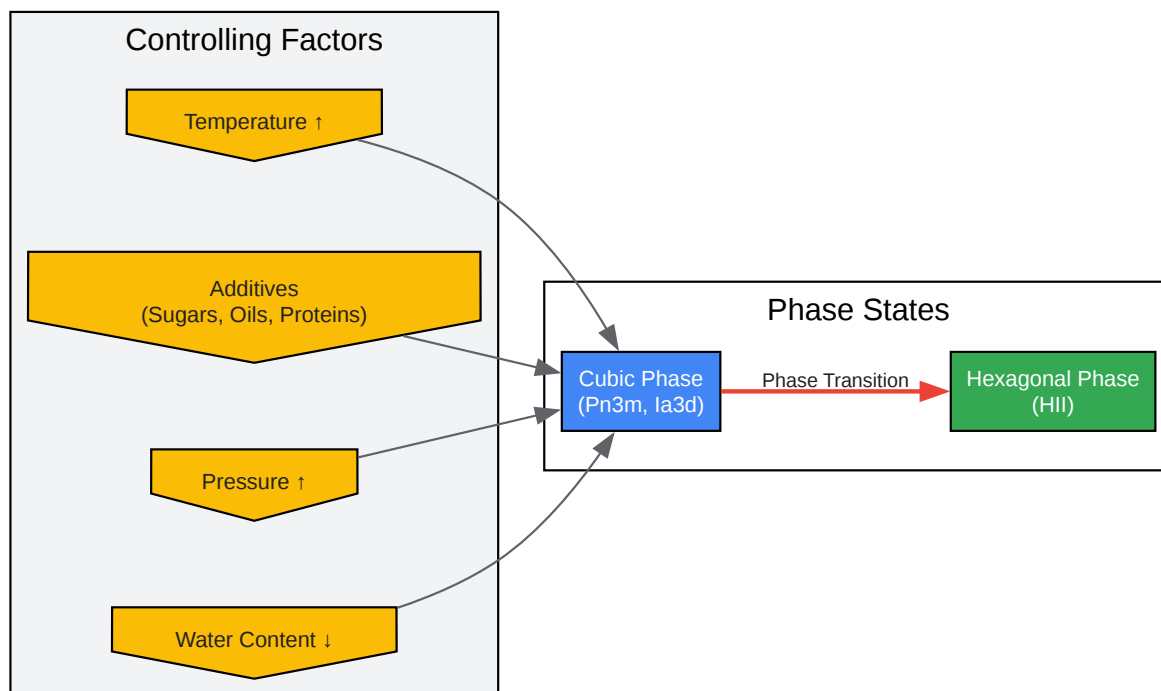 Controlling Factors
Temperature ↑
Additives
(Sugars, Oils, Proteins)
Pressure ↑
Water Content ↓
Phase States
Cubic Phase
(Pn3m, Ia3d)
Phase Transition
Hexagonal Phase
(HII)